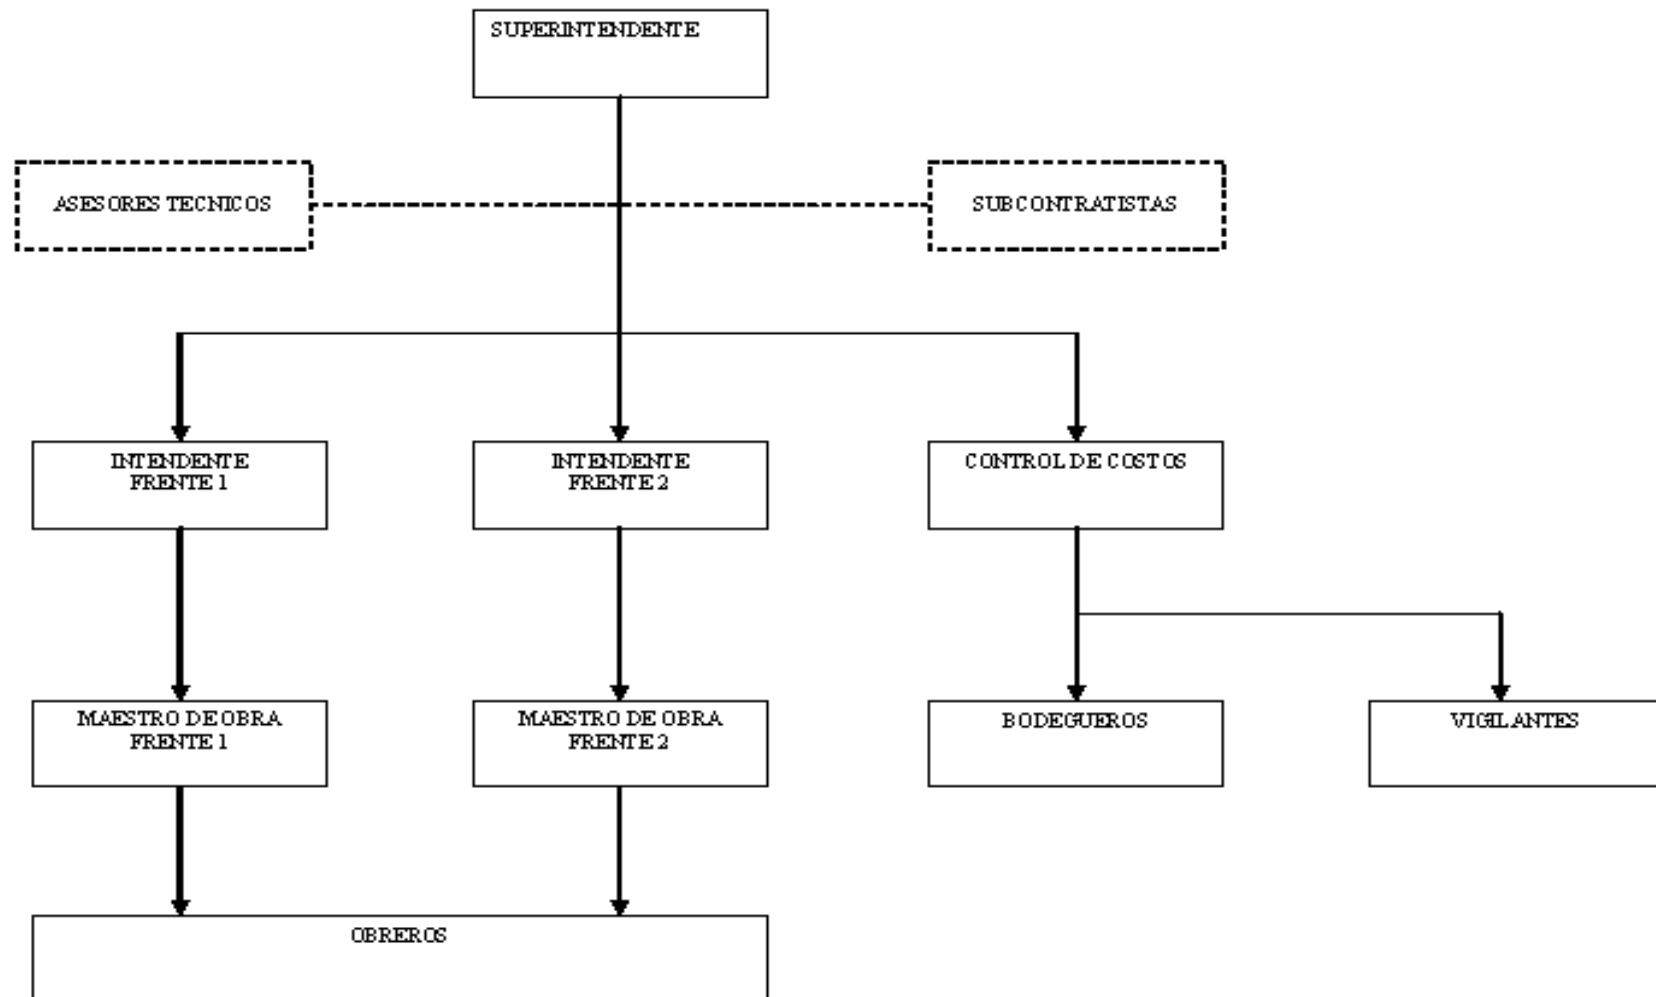 SUPERINTENDENTE
ASESORES TECNICOS
SUBCONTRATISTAS
INTENDENTE
FRENTE 1
INTENDENTE
FRENTE 2
CONTROL DE COSTOS
MAESTRO DE OBRA
FRENTE 1
MAESTRO DE OBRA
FRENTE 2
BODEGUEROS
VIGILANTES
OBREROS